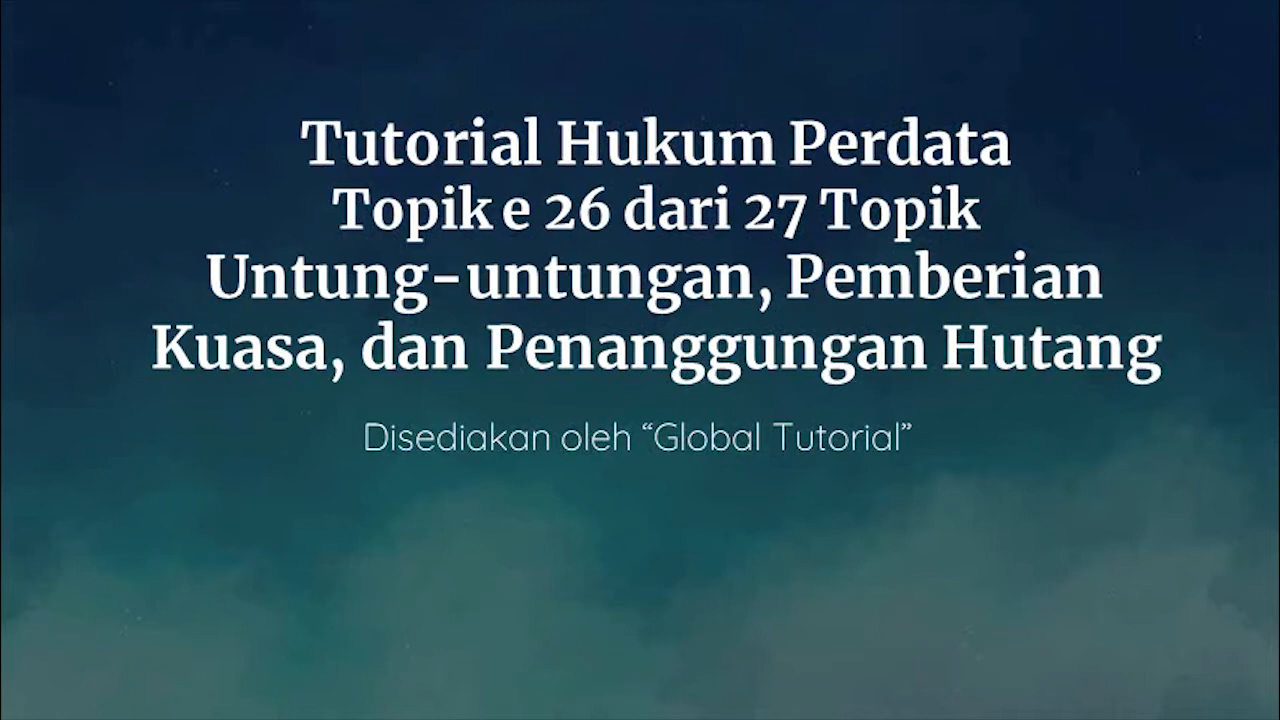 Tutorial Hukum Perdata
Topik e 26 dari 27 Topik
Untung-untungan, Pemberian
Kuasa, dan Penanggungan Hutang
Disediakan oleh “Global Tutorial”